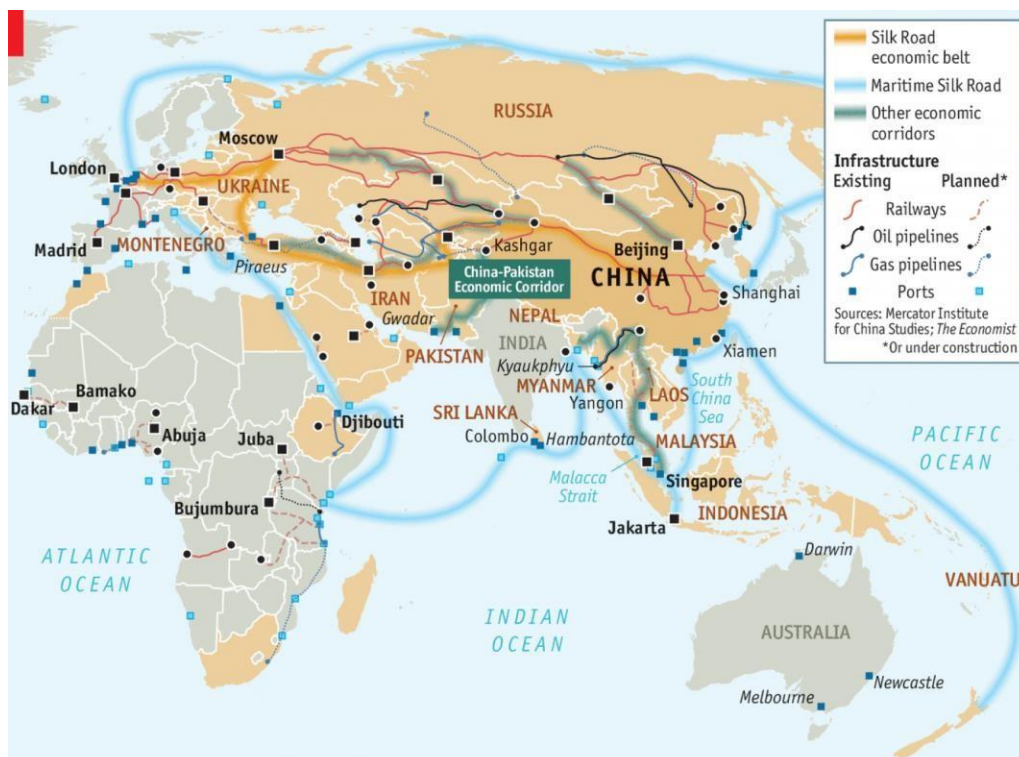 Silk Road
economic belt
Maritime Silk Road
Other economic
corridors
Infrastructure
Existing Planned*
Railways
Oil pipelines
Gas pipelines
Ports
Sources: Mercator Institute
for China Studies; The Economist
*Or under construction
RUSSIA
Moscow
London
UKRAINE
Madrid
MONTENEGRO
Piraeus
Kashgar
Beijing
China-Pakistan
Economic Corridor
CHINA
IRAN
Gwadar
NEPAL
Shanghai
INDIA
PAKISTAN
Xiamen
Kyaukphyu
MYANMAR
Yangon
LAOS
South
China
Sea
Bamako
Dakar
Djibouti
SRI LANKA
Abuja
Juba
Colombo
Hambantota
MALAYSIA
PACIFIC
OCEAN
Malacca
Strait
Singapore
Bujumbura
INDONESIA
Jakarta
ATLANTIC
OCEAN
Darwin
VANUATU
INDIAN
OCEAN
AUSTRALIA
Newcastle
Melbourne